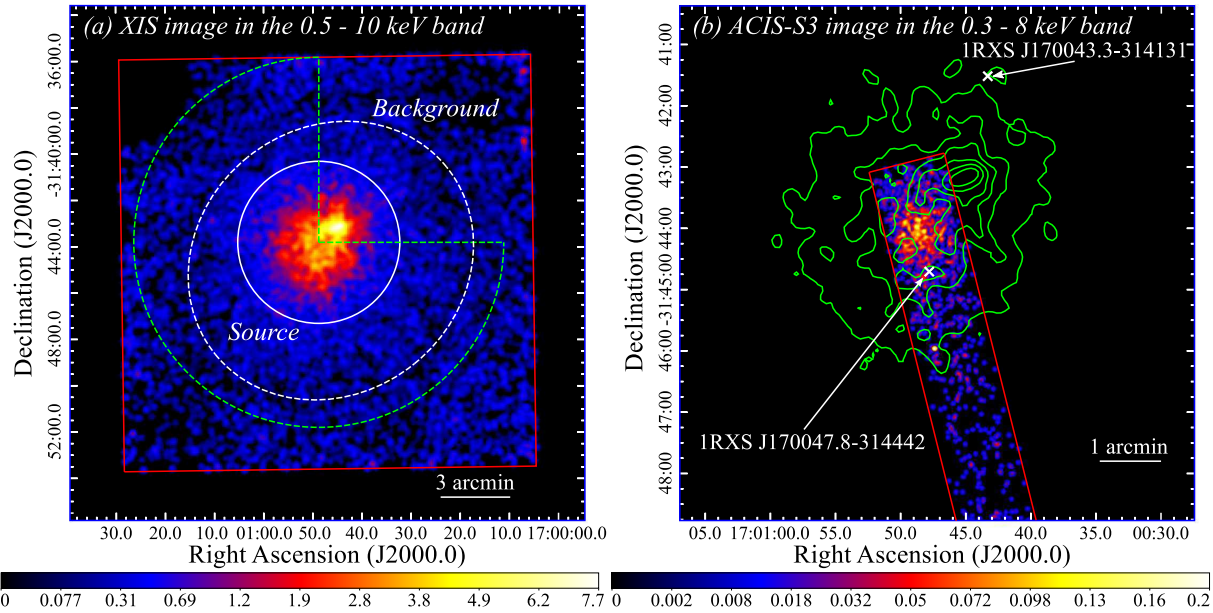 (a) XIS image in the 0.5 - 10 keV band
Background
Source
3 arcmin
Declination (J2000.0)
36:00.0
-31:40:00.0
44:00.0
48:00.0
52:00.0
30.0 20.0 10.0 17:01:00.0 50.0 40.0 30.0 20.0 10.0 17:00:00.0
Right Ascension (J2000.0)
0 0.077 0.31 0.69 1.2 1.9 2.8 3.8 4.9 6.2 7.7
(b) ACIS-S3 image in the 0.3 - 8 keV band
1RXS J170043.3-314131
1RXS J170047.8-314442
1 arcmin
Declination (J2000.0)
41:00
42:00
43:00
44:00
-31:45:00
46:00
47:00
48:00
05.0 17:01:00.0 55.0 50.0 45.0 40.0 35.0 00:30.0
Right Ascension (J2000.0)
0 0.002 0.008 0.018 0.032 0.05 0.072 0.098 0.13 0.16 0.2